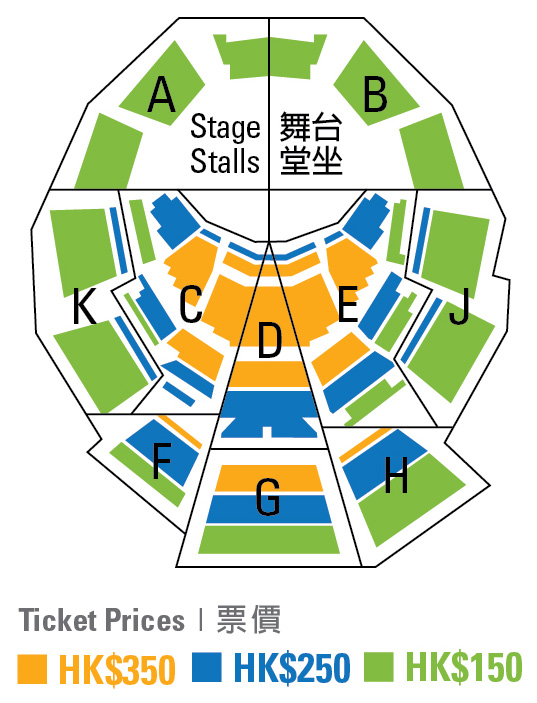 A
B
Stage
Stalls
舞台
堂坐
K
C
D
E
J
F
G
H
Ticket Prices | 票價
HK$350 HK$250 HK$150